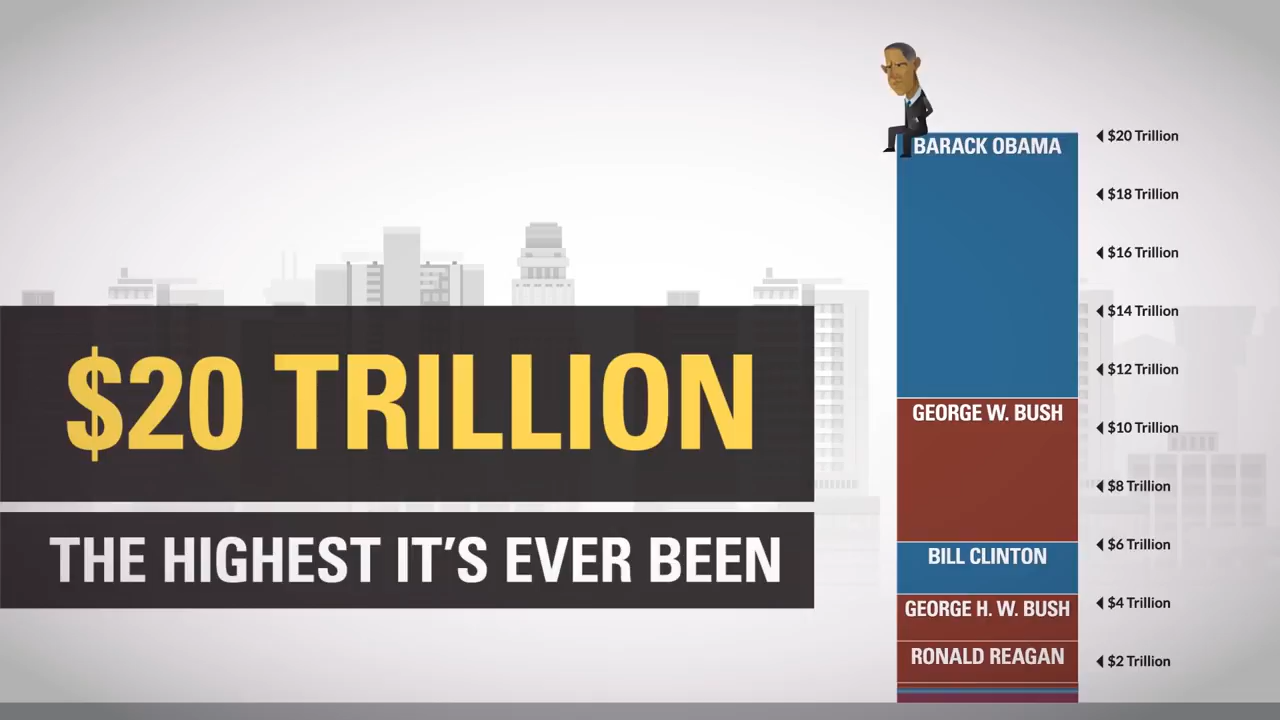 $20 TRILLION
THE HIGHEST IT'S EVER BEEN
BARACK OBAMA
GEORGE W. BUSH
BILL CLINTON
GEORGE H. W. BUSH
RONALD REAGAN
$20 Trillion
$18 Trillion
$16 Trillion
$14 Trillion
$12 Trillion
$10 Trillion
$8 Trillion
$6 Trillion
$4 Trillion
$2 Trillion